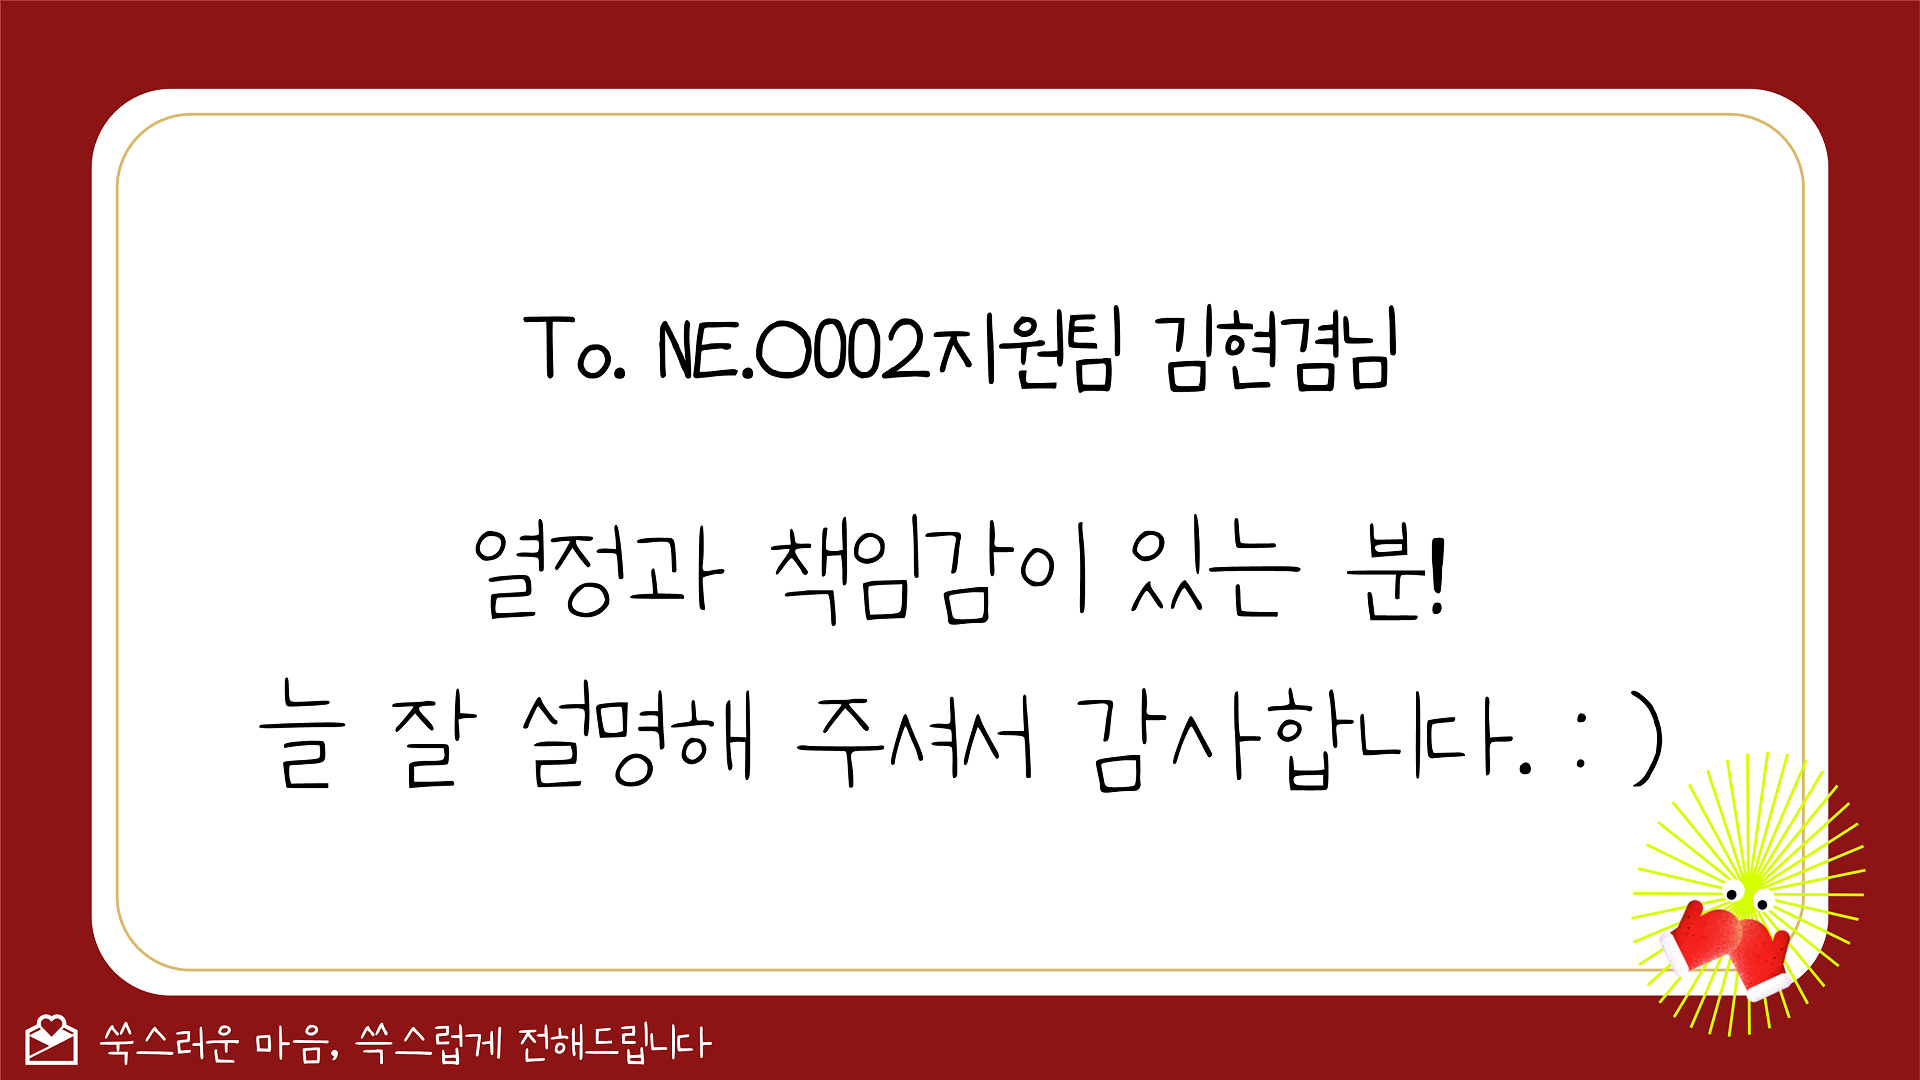 To. NE.O002지원팀 김현겸님
열정과 책임감이 있는 분!
늘 잘 설명해 주셔서 감사합니다. : )
쑥스러운 마음, 쓱스럽게 전해드립니다